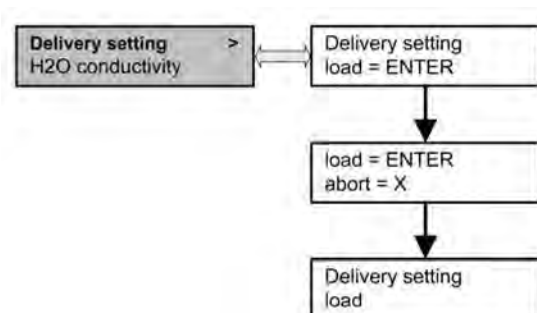 Delivery setting >
H2O conductivity
Delivery setting
load = ENTER
load = ENTER
abort = X
Delivery setting
load